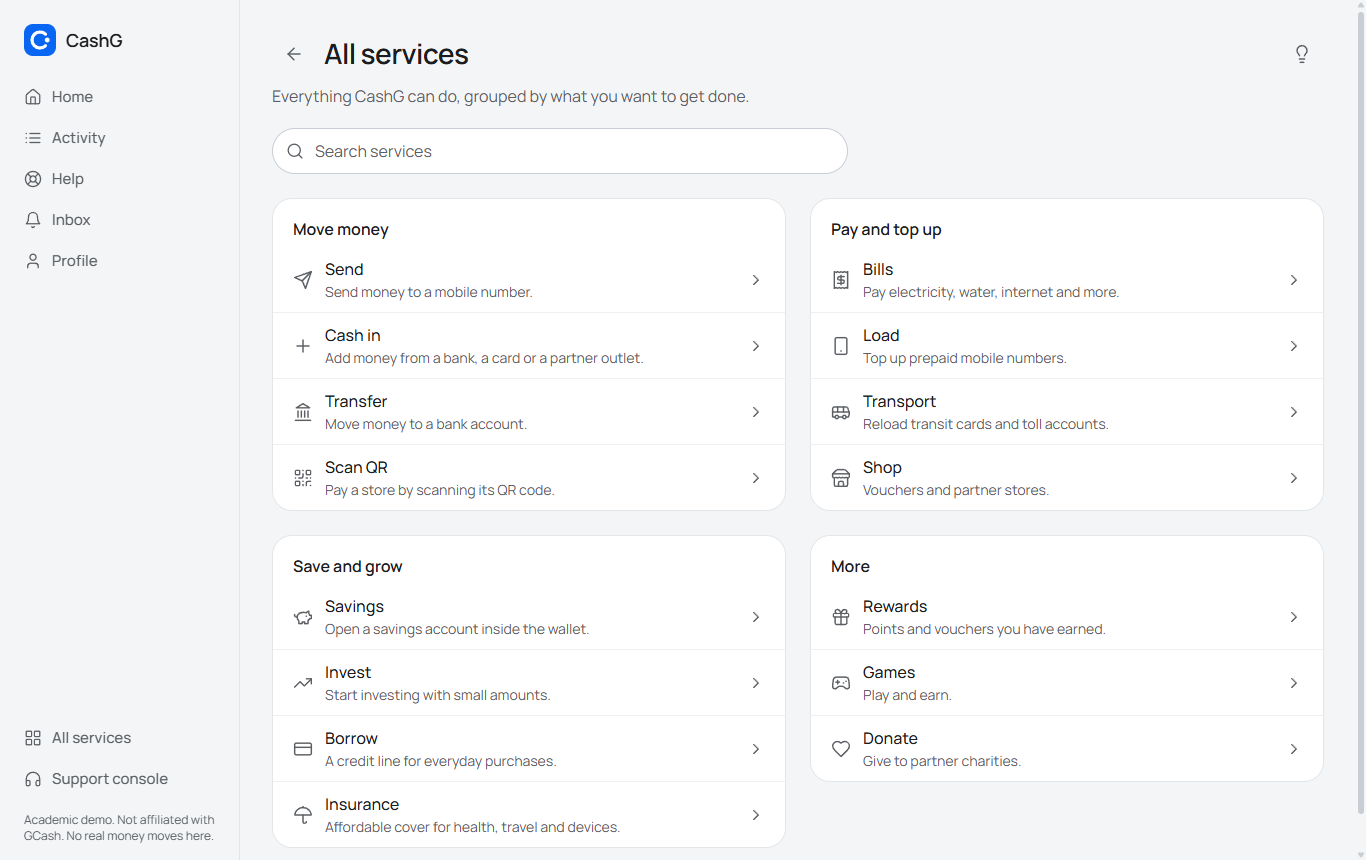 CashG
Home
Activity
Help
Inbox
Profile
All services
Support console
Academic demo. Not affiliated with
GCash. No real money moves here.
All services
Everything CashG can do, grouped by what you want to get done.
Search services
Move money
Send
Send money to a mobile number.
Cash in
Add money from a bank, a card or a partner outlet.
Transfer
Move money to a bank account.
Scan QR
Pay a store by scanning its QR code.
Pay and top up
Bills
Pay electricity, water, internet and more.
Load
Top up prepaid mobile numbers.
Transport
Reload transit cards and toll accounts.
Shop
Vouchers and partner stores.
Save and grow
Savings
Open a savings account inside the wallet.
Invest
Start investing with small amounts.
Borrow
A credit line for everyday purchases.
Insurance
Affordable cover for health, travel and devices.
More
Rewards
Points and vouchers you have earned.
Games
Play and earn.
Donate
Give to partner charities.